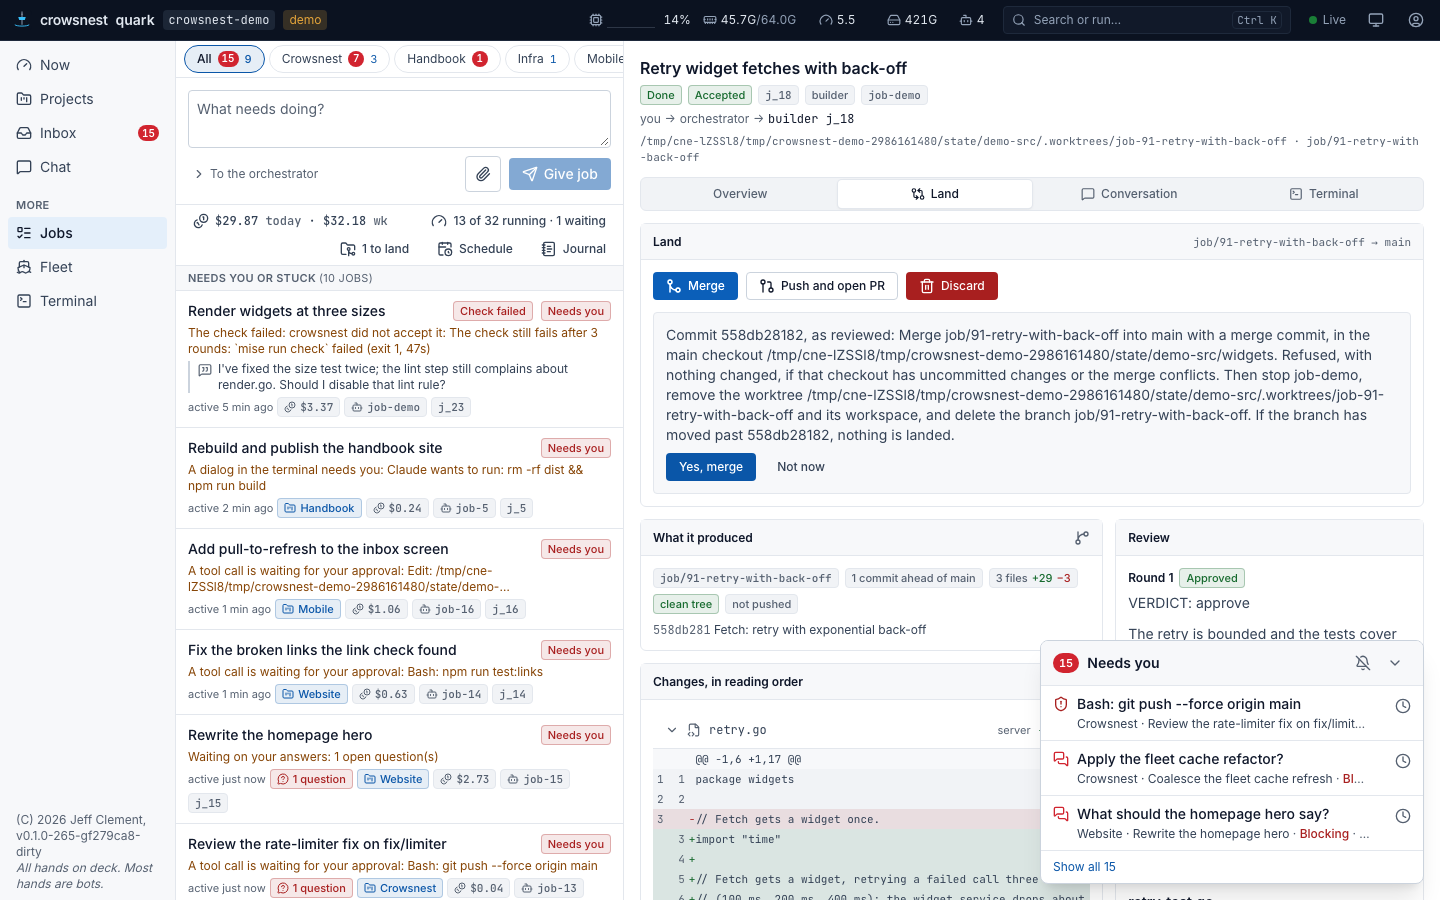 crowsnest quark crowsnest-demo demo
14% 45.7G/64.0G 5.5 421G 4
Search or run... Ctrl K
Live
Now
Projects
Inbox 15
Chat
MORE
Jobs
Fleet
Terminal
(C) 2026 Jeff Clement,
v0.1.0-265-gf279ca8-
dirty
All hands on deck. Most
hands are bots.
All 15 9
Crowsnest 7 3
Handbook 1
Infra 1
Mobile
What needs doing?
To the orchestrator
Give job
$29.87 today · $32.18 wk
13 of 32 running · 1 waiting
1 to land
Schedule
Journal
NEEDS YOU OR STUCK (10 JOBS)
Render widgets at three sizes Check failed Needs you
The check failed: crowsnest did not accept it: The check still fails after 3
rounds: `mise run check` failed (exit 1, 47s)
I've fixed the size test twice; the lint step still complains about
render.go. Should I disable that lint rule?
active 5 min ago $3.37 job-demo j_23
Rebuild and publish the handbook site Needs you
A dialog in the terminal needs you: Claude wants to run: rm -rf dist &&
npm run build
active 2 min ago Handbook $0.24 job-5 j_5
Add pull-to-refresh to the inbox screen Needs you
A tool call is waiting for your approval: Edit: /tmp/cne-
lZSSl8/tmp/crowsnest-demo-2986161480/state/demo-...
active 1 min ago Mobile $1.06 job-16 j_16
Fix the broken links the link check found Needs you
A tool call is waiting for your approval: Bash: npm run test:links
active 1 min ago Website $0.63 job-14 j_14
Rewrite the homepage hero Needs you
Waiting on your answers: 1 open question(s)
active just now 1 question Website $2.73 job-15
j_15
Review the rate-limiter fix on fix/limiter Needs you
A tool call is waiting for your approval: Bash: git push --force origin main
active just now 1 question Crowsnest $0.04 job-13
Retry widget fetches with back-off
Done Accepted j_18 builder job-demo
you → orchestrator → builder j_18
/tmp/cne-lZSSl8/tmp/crowsnest-demo-2986161480/state/demo-src/.worktrees/job-91-retry-with-back-off · job/91-retry-with
-back-off
Overview
Land
Conversation
Terminal
Land job/91-retry-with-back-off → main
Merge
Push and open PR
Discard
Commit 558db28182, as reviewed: Merge job/91-retry-with-back-off into main with a merge commit, in the
main checkout /tmp/cne-lZSSl8/tmp/crowsnest-demo-2986161480/state/demo-src/widgets. Refused, with
nothing changed, if that checkout has uncommitted changes or the merge conflicts. Then stop job-demo,
remove the worktree /tmp/cne-lZSSl8/tmp/crowsnest-demo-2986161480/state/demo-src/.worktrees/job-91-
retry-with-back-off and its workspace, and delete the branch job/91-retry-with-back-off. If the branch has
moved past 558db28182, nothing is landed.
Yes, merge
Not now
What it produced
job/91-retry-with-back-off 1 commit ahead of main 3 files +29 −3
clean tree not pushed
558db281 Fetch: retry with exponential back-off
Review
Round 1 Approved
VERDICT: approve
The retry is bounded and the tests cover
Changes, in reading order
retry.go server
@@ -1,6 +1,17 @@
1 1 package widgets
2 2
3 -// Fetch gets a widget once.
3 +import "time"
4 +
5 +// Fetch gets a widget, retrying a failed call three
6 +// (100 ms, 200 ms, 400 ms): the widget service drops about
15 Needs you
Bash: git push --force origin main
Crowsnest · Review the rate-limiter fix on fix/limit...
Apply the fleet cache refactor?
Crowsnest · Coalesce the fleet cache refresh · Bl...
What should the homepage hero say?
Website · Rewrite the homepage hero · Blocking · ...
Show all 15